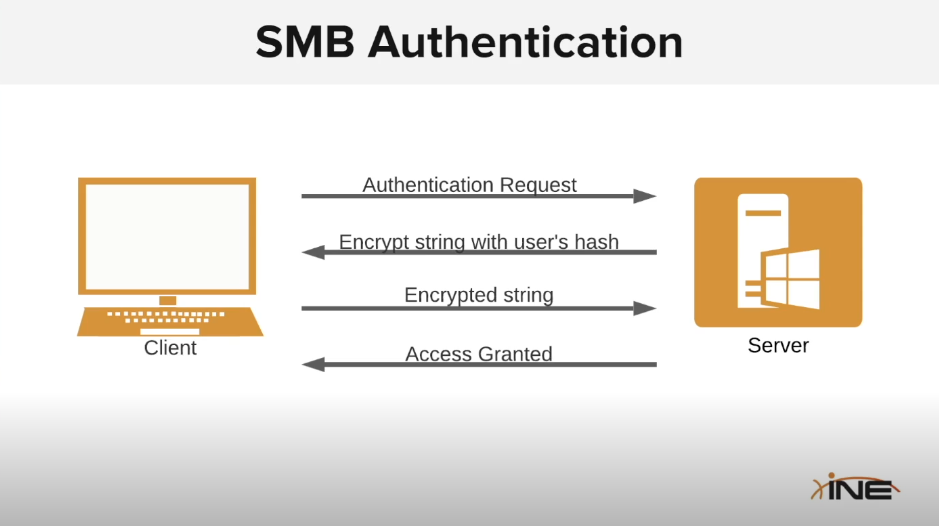 SMB Authentication
Authentication Request
Encrypt string with user's hash
Encrypted string
Access Granted
Client
Server
iNE